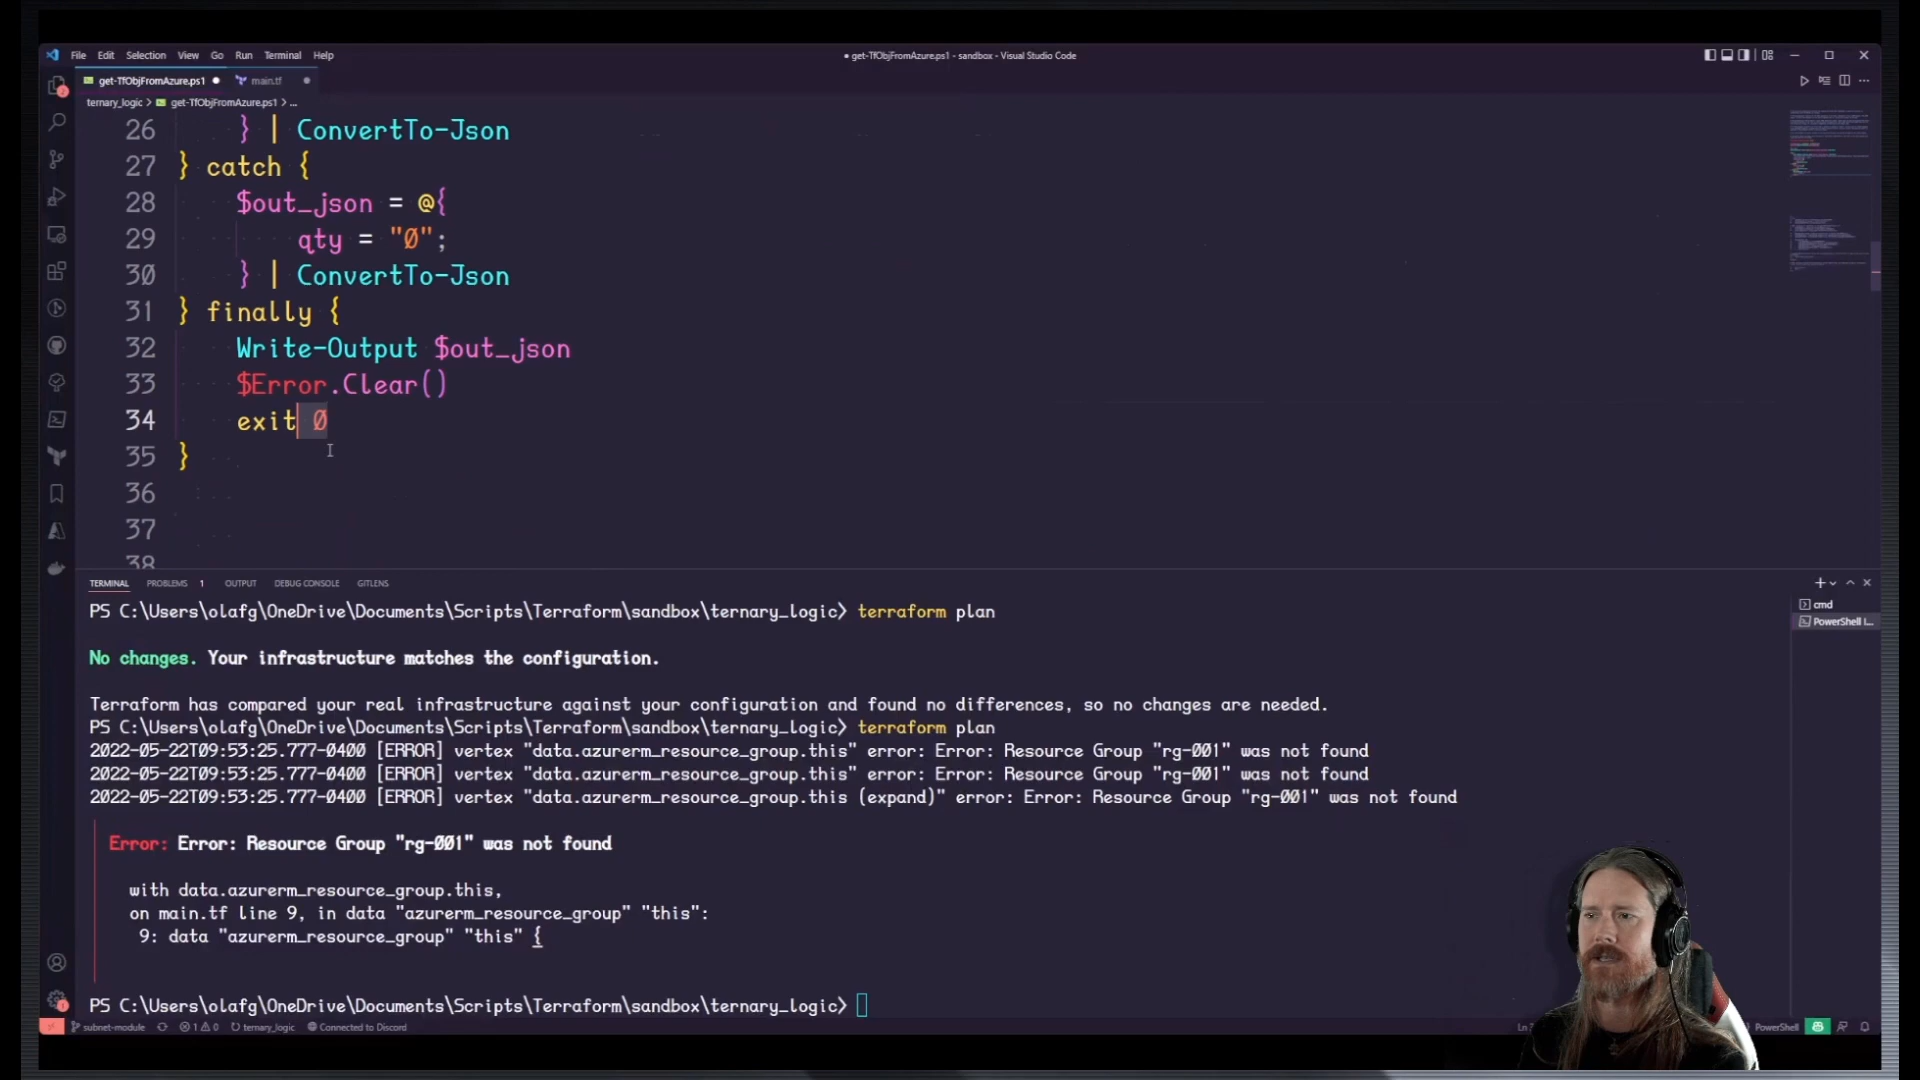 File Edit Selection View Go Run Terminal Help
● get-TfObjFromAzure.ps1 - sandbox - Visual Studio Code
get-TfObjFromAzure.ps1 ● main.tf ●
ternary_logic > get-TfObjFromAzure.ps1 > ...
26 } | ConvertTo-Json
27 } catch {
28 $out_json = @{
29 qty = "0";
30 } | ConvertTo-Json
31 } finally {
32 Write-Output $out_json
33 $Error.Clear()
34 exit 0
35 }
36
37
38
TERMINAL PROBLEMS 1 OUTPUT DEBUG CONSOLE GITLENS
cmd
PowerShell i...
PS C:\Users\olafg\OneDrive\Documents\Scripts\Terraform\sandbox\ternary_logic> terraform plan
No changes. Your infrastructure matches the configuration.
Terraform has compared your real infrastructure against your configuration and found no differences, so no changes are needed.
PS C:\Users\olafg\OneDrive\Documents\Scripts\Terraform\sandbox\ternary_logic> terraform plan
2022-05-22T09:53:25.777-0400 [ERROR] vertex "data.azurerm_resource_group.this" error: Error: Resource Group "rg-001" was not found
2022-05-22T09:53:25.777-0400 [ERROR] vertex "data.azurerm_resource_group.this" error: Error: Resource Group "rg-001" was not found
2022-05-22T09:53:25.777-0400 [ERROR] vertex "data.azurerm_resource_group.this (expand)" error: Error: Resource Group "rg-001" was not found
Error: Error: Resource Group "rg-001" was not found
with data.azurerm_resource_group.this,
on main.tf line 9, in data "azurerm_resource_group" "this":
9: data "azurerm_resource_group" "this" {
PS C:\Users\olafg\OneDrive\Documents\Scripts\Terraform\sandbox\ternary_logic>
subnet-module 1 0 ternary_logic Connected to Discord PowerShell